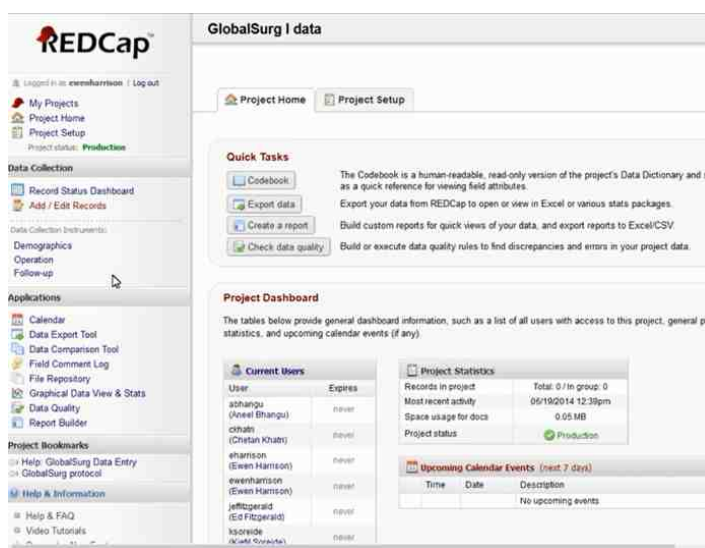 REDCap
Logged in as ewenharrison | Log out
My Projects
Project Home
Project Setup
Project status: Production
Data Collection
Record Status Dashboard
Add / Edit Records
Data Collection Instruments:
Demographics
Operation
Follow-up
Applications
Calendar
Data Export Tool
Data Comparison Tool
Field Comment Log
File Repository
Graphical Data View & Stats
Data Quality
Report Builder
Project Bookmarks
Help: GlobalSurg Data Entry
GlobalSurg protocol
Help & Information
Help & FAQ
Video Tutorials
GlobalSurg I data
Project Home Project Setup
Quick Tasks
Codebook The Codebook is a human-readable, read-only version of the project's Data Dictionary and
as a quick reference for viewing field attributes.
Export data Export your data from REDCap to open or view in Excel or various stats packages.
Create a report Build custom reports for quick views of your data, and export reports to Excel/CSV.
Check data quality Build or execute data quality rules to find discrepancies and errors in your project data.
Project Dashboard
The tables below provide general dashboard information, such as a list of all users with access to this project, general p
statistics, and upcoming calendar events (if any).
Current Users
User Expires
abhangu
(Aneel Bhangu) never
ckhatri
(Chetan Khatri) never
eharrison
(Ewen Harrison) never
ewenharrison
(Ewen Harrison) never
jeffitzgerald
(Ed Fitzgerald) never
ksoreide
(Kjetil Soreide) never
Project Statistics
Records in project Total: 0 / In group: 0
Most recent activity 06/19/2014 12:39pm
Space usage for docs 0.05 MB
Project status Production
Upcoming Calendar Events (next 7 days)
Time Date Description
No upcoming events